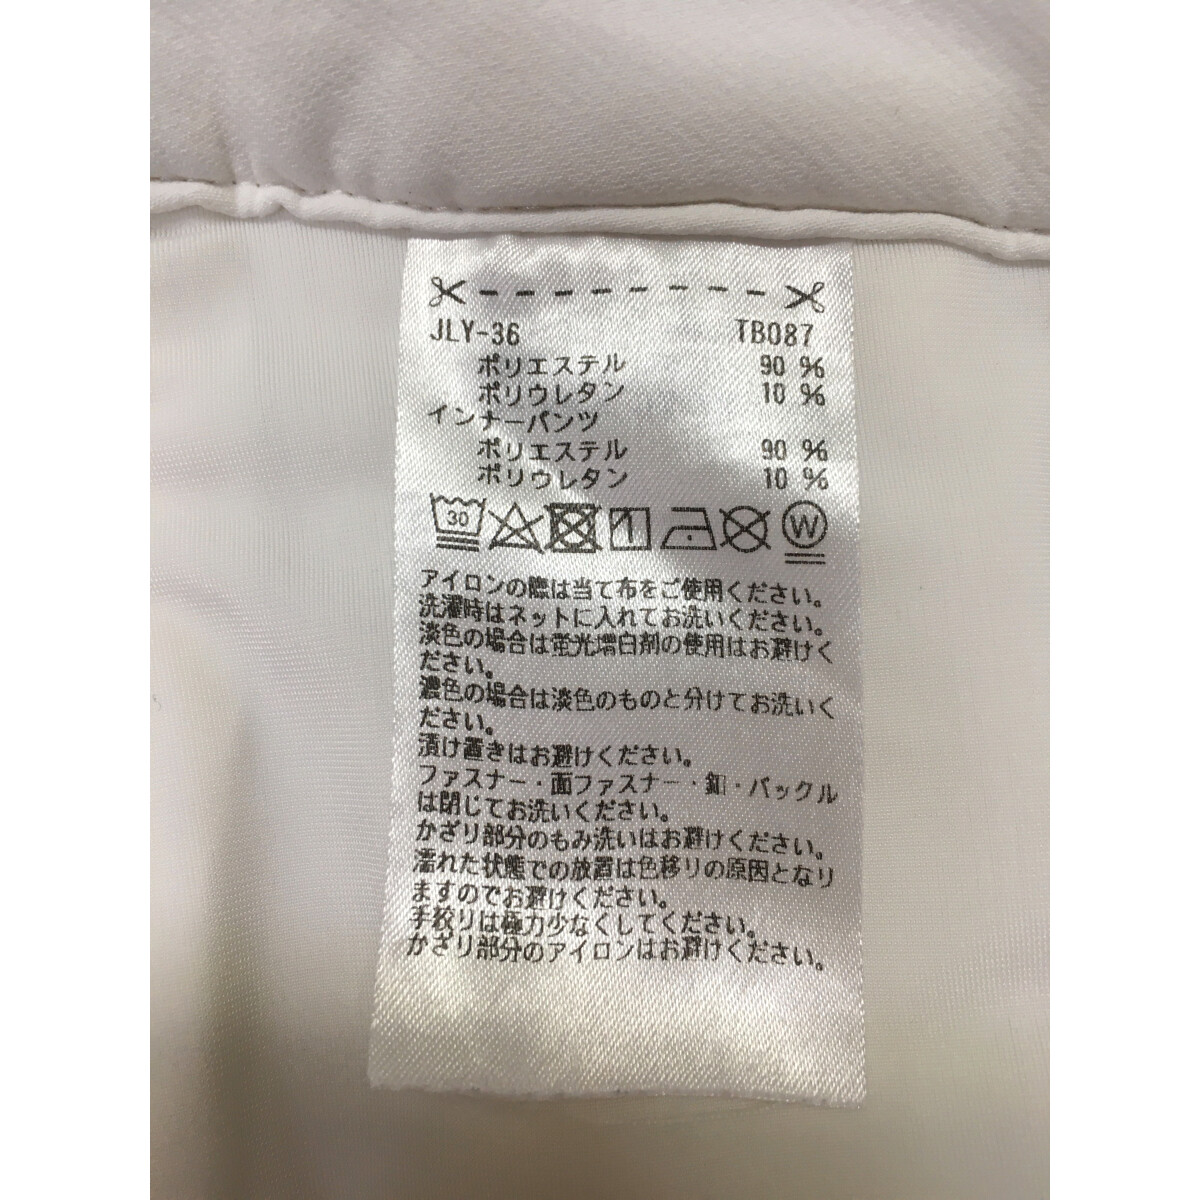 JLY-36 TB087
ポリエステル 90 %
ポリウレタン 10 %
インナーパンツ
ポリエステル 90 %
ポリウレタン 10 %
30 W
アイロンの際は当て布をご使用ください。
洗濯時はネットに入れてお洗いください。
淡色の場合は蛍光増白剤の使用はお避けく
ださい。
濃色の場合は淡色のものと分けてお洗いく
ださい。
漬け置きはお避けください。
ファスナー・面ファスナー・釦・バックル
は閉じてお洗いください。
かざり部分のもみ洗いはお避けください。
濡れた状態での放置は色移りの原因となり
ますのでお避けください。
手絞りは極力少なくしてください。
かざり部分のアイロンはお避けください。